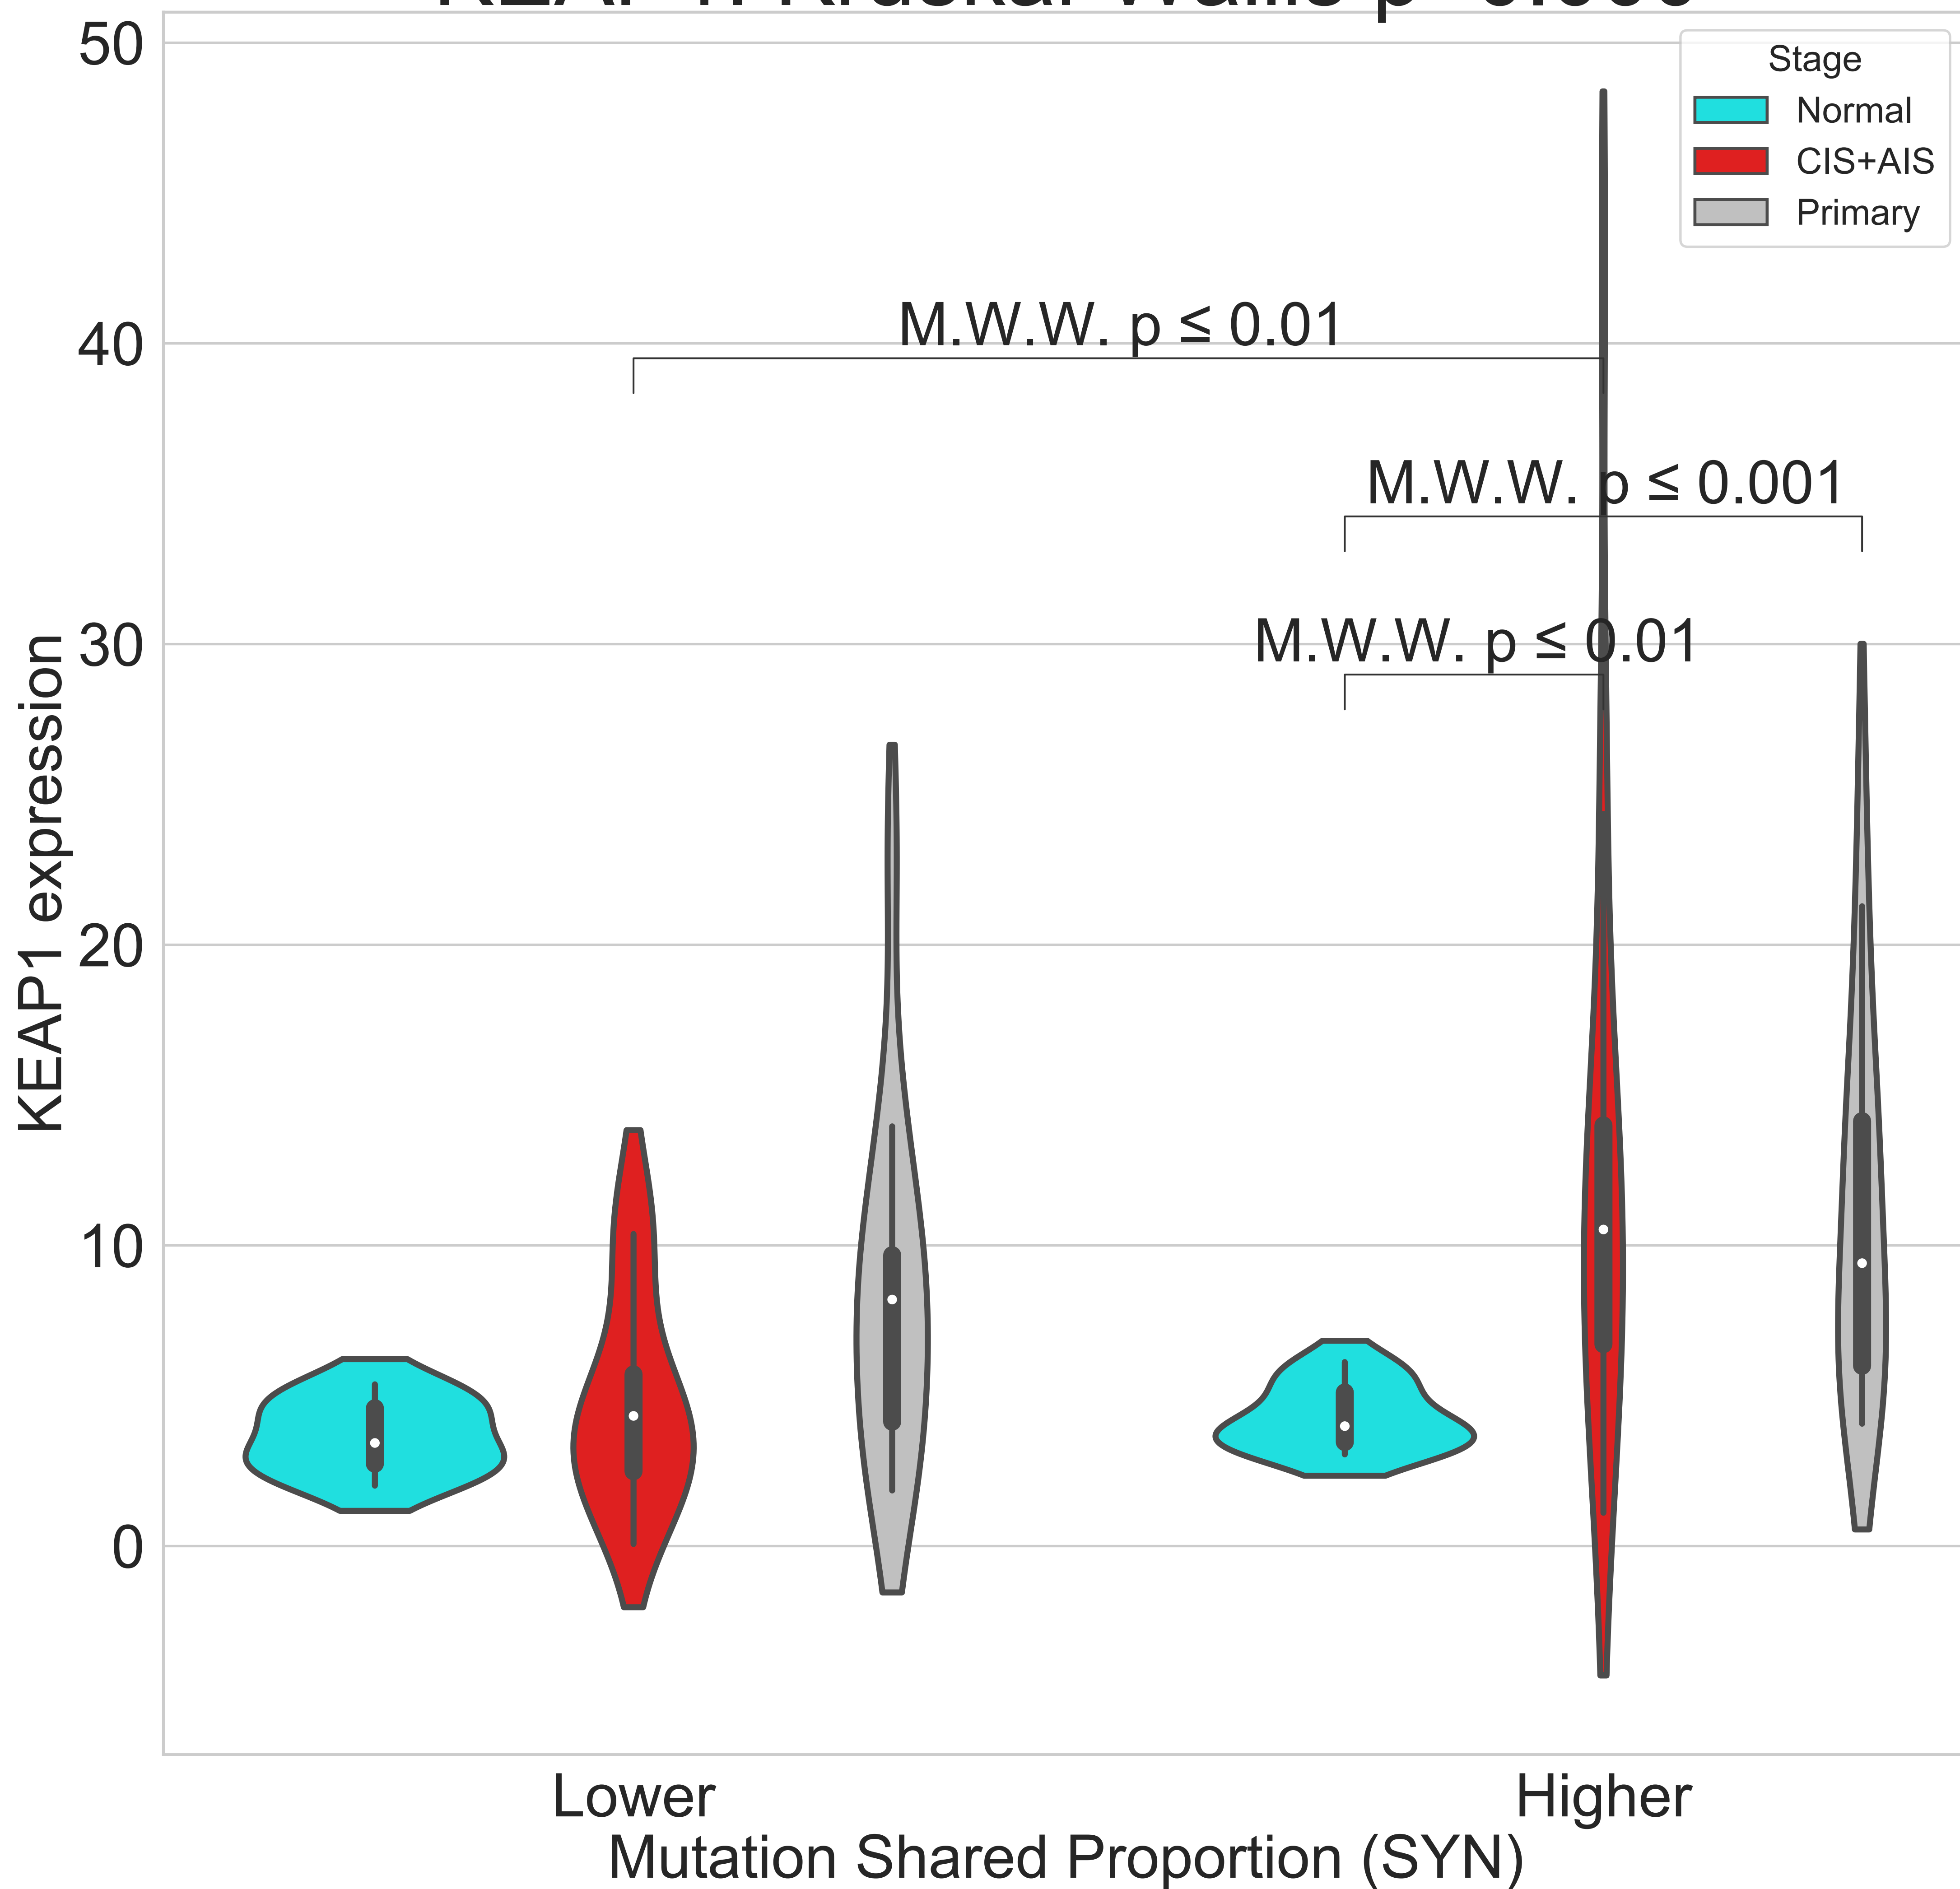 50
40
30
20
10
0
KEAP1 expression
Stage
Normal
CIS+AIS
Primary
M.W.W. p ≤ 0.01
M.W.W. p ≤ 0.001
M.W.W. p ≤ 0.01
Lower
Higher
Mutation Shared Proportion (SYN)